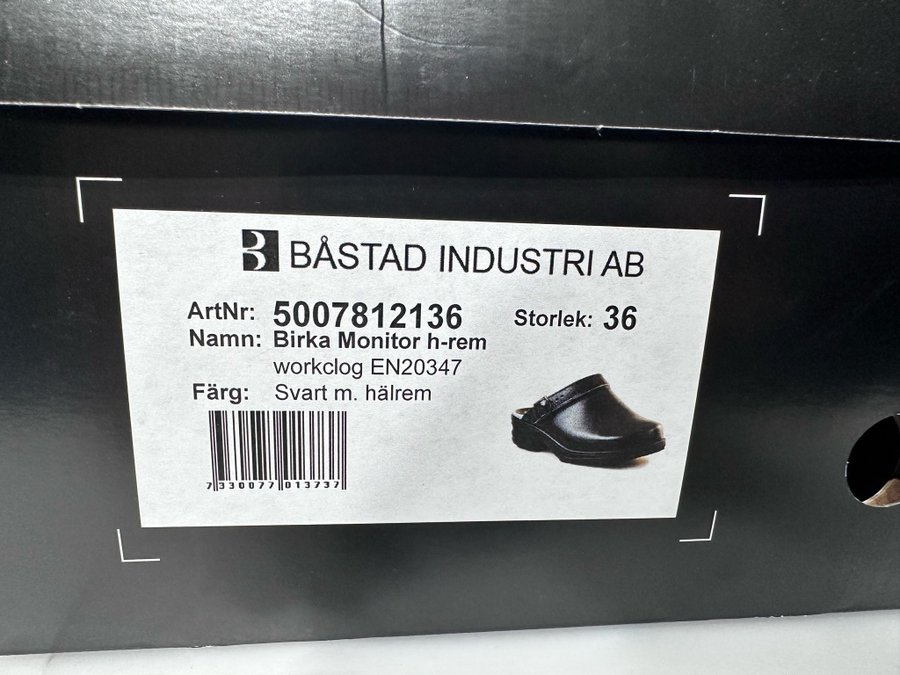 B BÅSTAD INDUSTRI AB
ArtNr: 5007812136 Storlek: 36
Namn: Birka Monitor h-rem
workclog EN20347
Färg: Svart m. hälrem
7 330077 013737